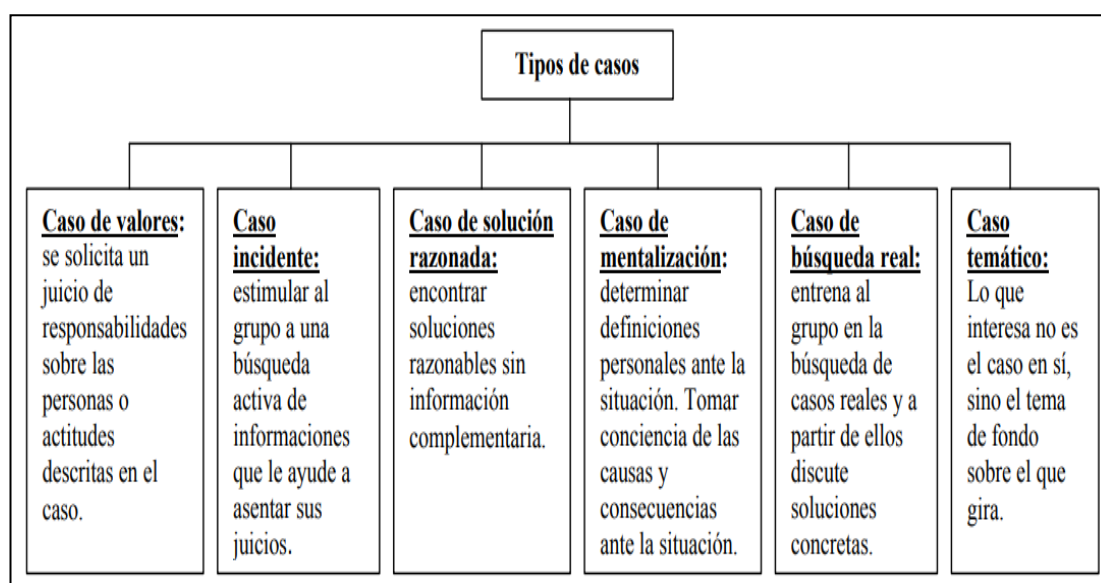 Tipos de casos
Caso de valores:
se solicita un
juicio de
responsabilidades
sobre las
personas o
actitudes
descritas en el
caso.
Caso
incidente:
estimular al
grupo a una
búsqueda
activa de
informaciones
que le ayude a
asentar sus
juicios.
Caso de solución
razonada:
encontrar
soluciones
razonables sin
información
complementaria.
Caso de
mentalización:
determinar
definiciones
personales ante la
situación. Tomar
conciencia de las
causas y
consecuencias
ante la situación.
Caso de
búsqueda real:
entrena al
grupo en la
búsqueda de
casos reales y a
partir de ellos
discute
soluciones
concretas.
Caso
temático:
Lo que
interesa no es
el caso en sí,
sino el tema
de fondo
sobre el que
gira.